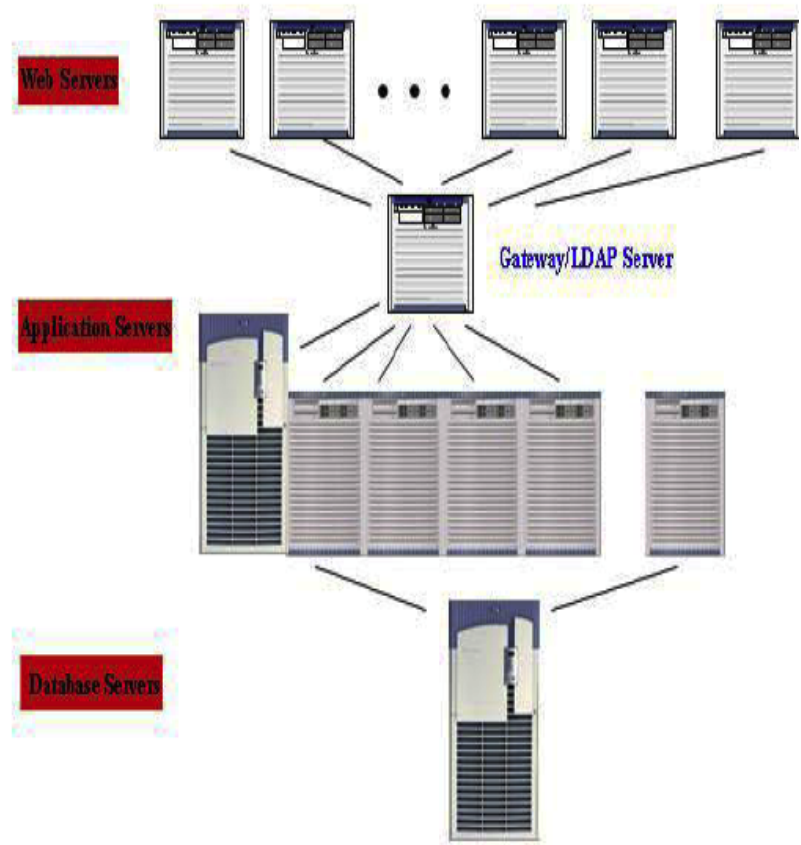 Web Servers
Gateway/LDAP Server
Application Servers
Database Servers